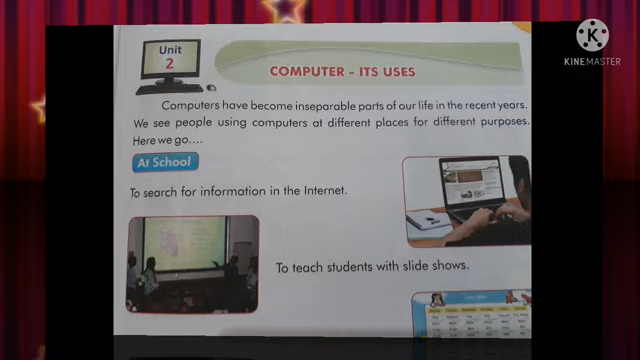 Unit
2
COMPUTER - ITS USES
Computers have become inseparable parts of our life in the recent years.
We see people using computers at different places for different purposes.
Here we go....
At School
To search for information in the Internet.
To teach students with slide shows.
K
KINEMASTER